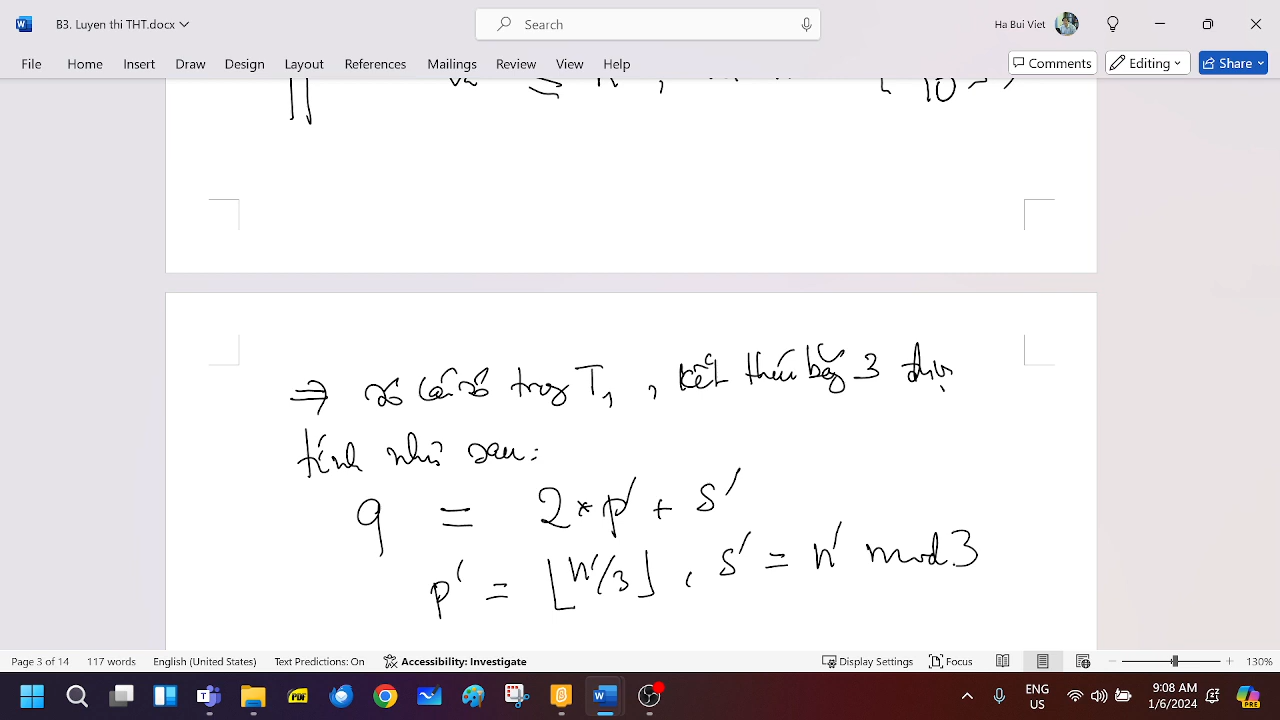 B3. Luyen thi THT.docx
Search
Ha Bui Viet
File Home Insert Draw Design Layout References Mailings Review View Help
Comments Editing Share
⇒ số các số trong T1, kết thúc bằng 3 được
tính như sau:
q = 2*p' + s'
p' = ⌊n'/3⌋, s' = n' mod 3
Page 3 of 14 117 words English (United States) Text Predictions: On Accessibility: Investigate Display Settings Focus 130%
ENG 9:08 AM
US 1/6/2024
PRE